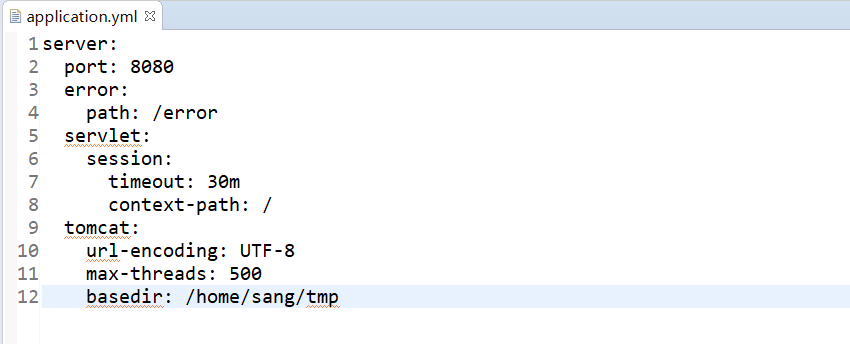 application.yml
1 server:
2   port: 8080
3   error:
4     path: /error
5   servlet:
6     session:
7       timeout: 30m
8       context-path: /
9   tomcat:
10     url-encoding: UTF-8
11     max-threads: 500
12     basedir: /home/sang/tmp